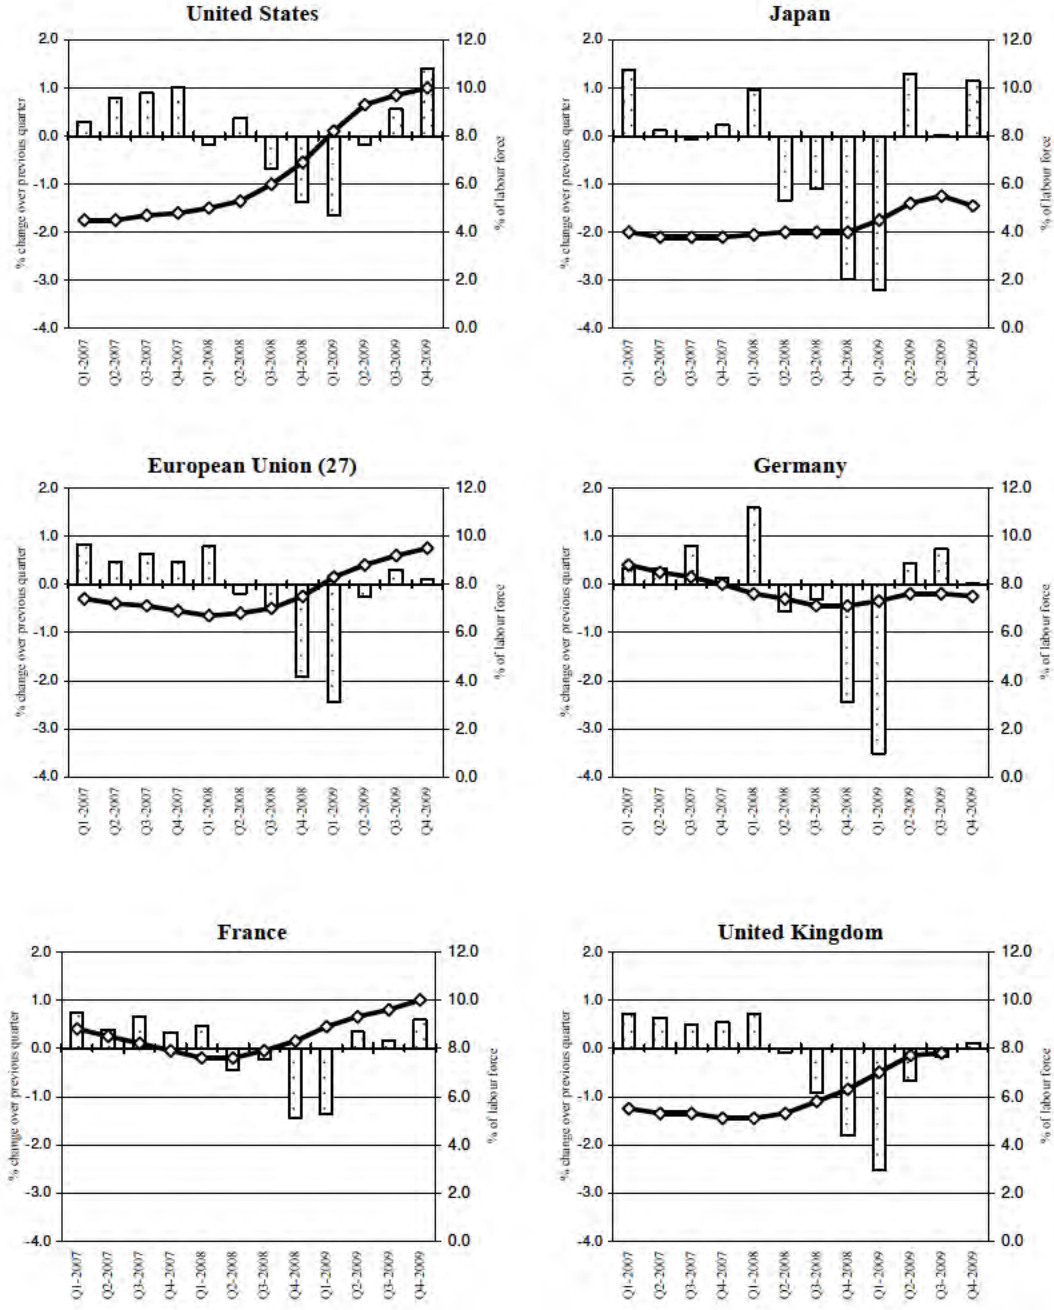 United States
% change over previous quarter
2.0
1.0
0.0
-1.0
-2.0
-3.0
-4.0
12.0
10.0
8.0
6.0
4.0
2.0
0.0
% of labour force
Q1-2007
Q2-2007
Q3-2007
Q4-2007
Q1-2008
Q2-2008
Q3-2008
Q4-2008
Q1-2009
Q2-2009
Q3-2009
Q4-2009
Japan
% change over previous quarter
2.0
1.0
0.0
-1.0
-2.0
-3.0
-4.0
12.0
10.0
8.0
6.0
4.0
2.0
0.0
% of labour force
Q1-2007
Q2-2007
Q3-2007
Q4-2007
Q1-2008
Q2-2008
Q3-2008
Q4-2008
Q1-2009
Q2-2009
Q3-2009
Q4-2009
European Union (27)
% change over previous quarter
2.0
1.0
0.0
-1.0
-2.0
-3.0
-4.0
12.0
10.0
8.0
6.0
4.0
2.0
0.0
% of labour force
Q1-2007
Q2-2007
Q3-2007
Q4-2007
Q1-2008
Q2-2008
Q3-2008
Q4-2008
Q1-2009
Q2-2009
Q3-2009
Q4-2009
Germany
% change over previous quarter
2.0
1.0
0.0
-1.0
-2.0
-3.0
-4.0
12.0
10.0
8.0
6.0
4.0
2.0
0.0
% of labour force
Q1-2007
Q2-2007
Q3-2007
Q4-2007
Q1-2008
Q2-2008
Q3-2008
Q4-2008
Q1-2009
Q2-2009
Q3-2009
Q4-2009
France
% change over previous quarter
2.0
1.0
0.0
-1.0
-2.0
-3.0
-4.0
12.0
10.0
8.0
6.0
4.0
2.0
0.0
% of labour force
Q1-2007
Q2-2007
Q3-2007
Q4-2007
Q1-2008
Q2-2008
Q3-2008
Q4-2008
Q1-2009
Q2-2009
Q3-2009
Q4-2009
United Kingdom
% change over previous quarter
2.0
1.0
0.0
-1.0
-2.0
-3.0
-4.0
12.0
10.0
8.0
6.0
4.0
2.0
0.0
% of labour force
Q1-2007
Q2-2007
Q3-2007
Q4-2007
Q1-2008
Q2-2008
Q3-2008
Q4-2008
Q1-2009
Q2-2009
Q3-2009
Q4-2009